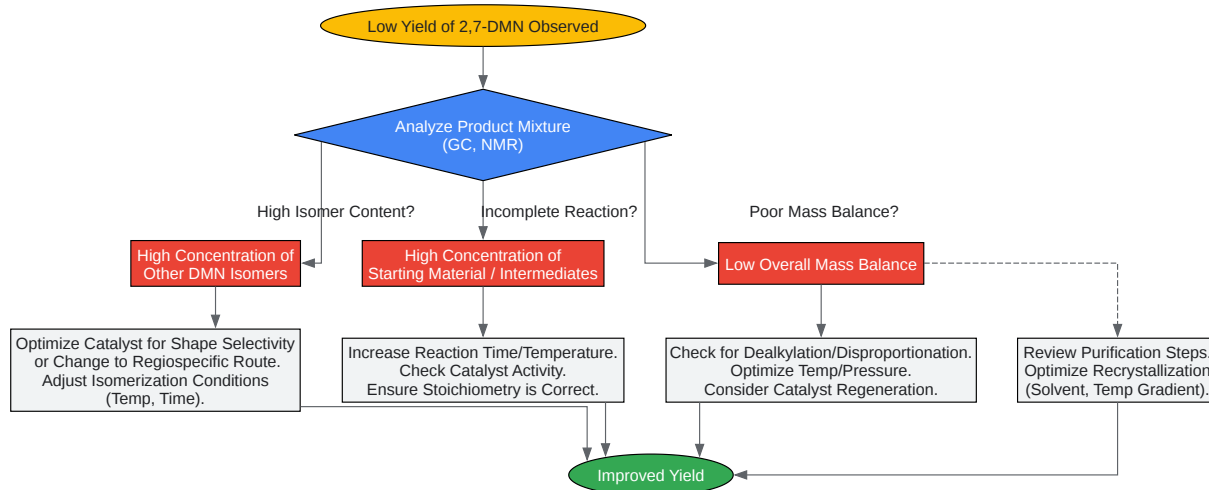 Low Yield of 2,7-DMN Observed
Analyze Product Mixture
(GC, NMR)
High Isomer Content?
Incomplete Reaction?
Poor Mass Balance?
High Concentration of
Other DMN Isomers
High Concentration of
Starting Material / Intermediates
Low Overall Mass Balance
Optimize Catalyst for Shape Selectivity
or Change to Regiospecific Route.
Adjust Isomerization Conditions
(Temp, Time).
Increase Reaction Time/Temperature.
Check Catalyst Activity.
Ensure Stoichiometry is Correct.
Check for Dealkylation/Disproportionation.
Optimize Temp/Pressure.
Consider Catalyst Regeneration.
Review Purification Steps.
Optimize Recrystallization
(Solvent, Temp Gradient).
Improved Yield